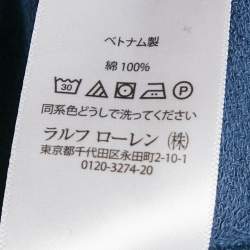 ベトナム製
綿 100%
30 P
同系色どうしで洗ってください
ラルフ ローレン ㈱
東京都千代田区永田町2-10-1
0120-3274-20